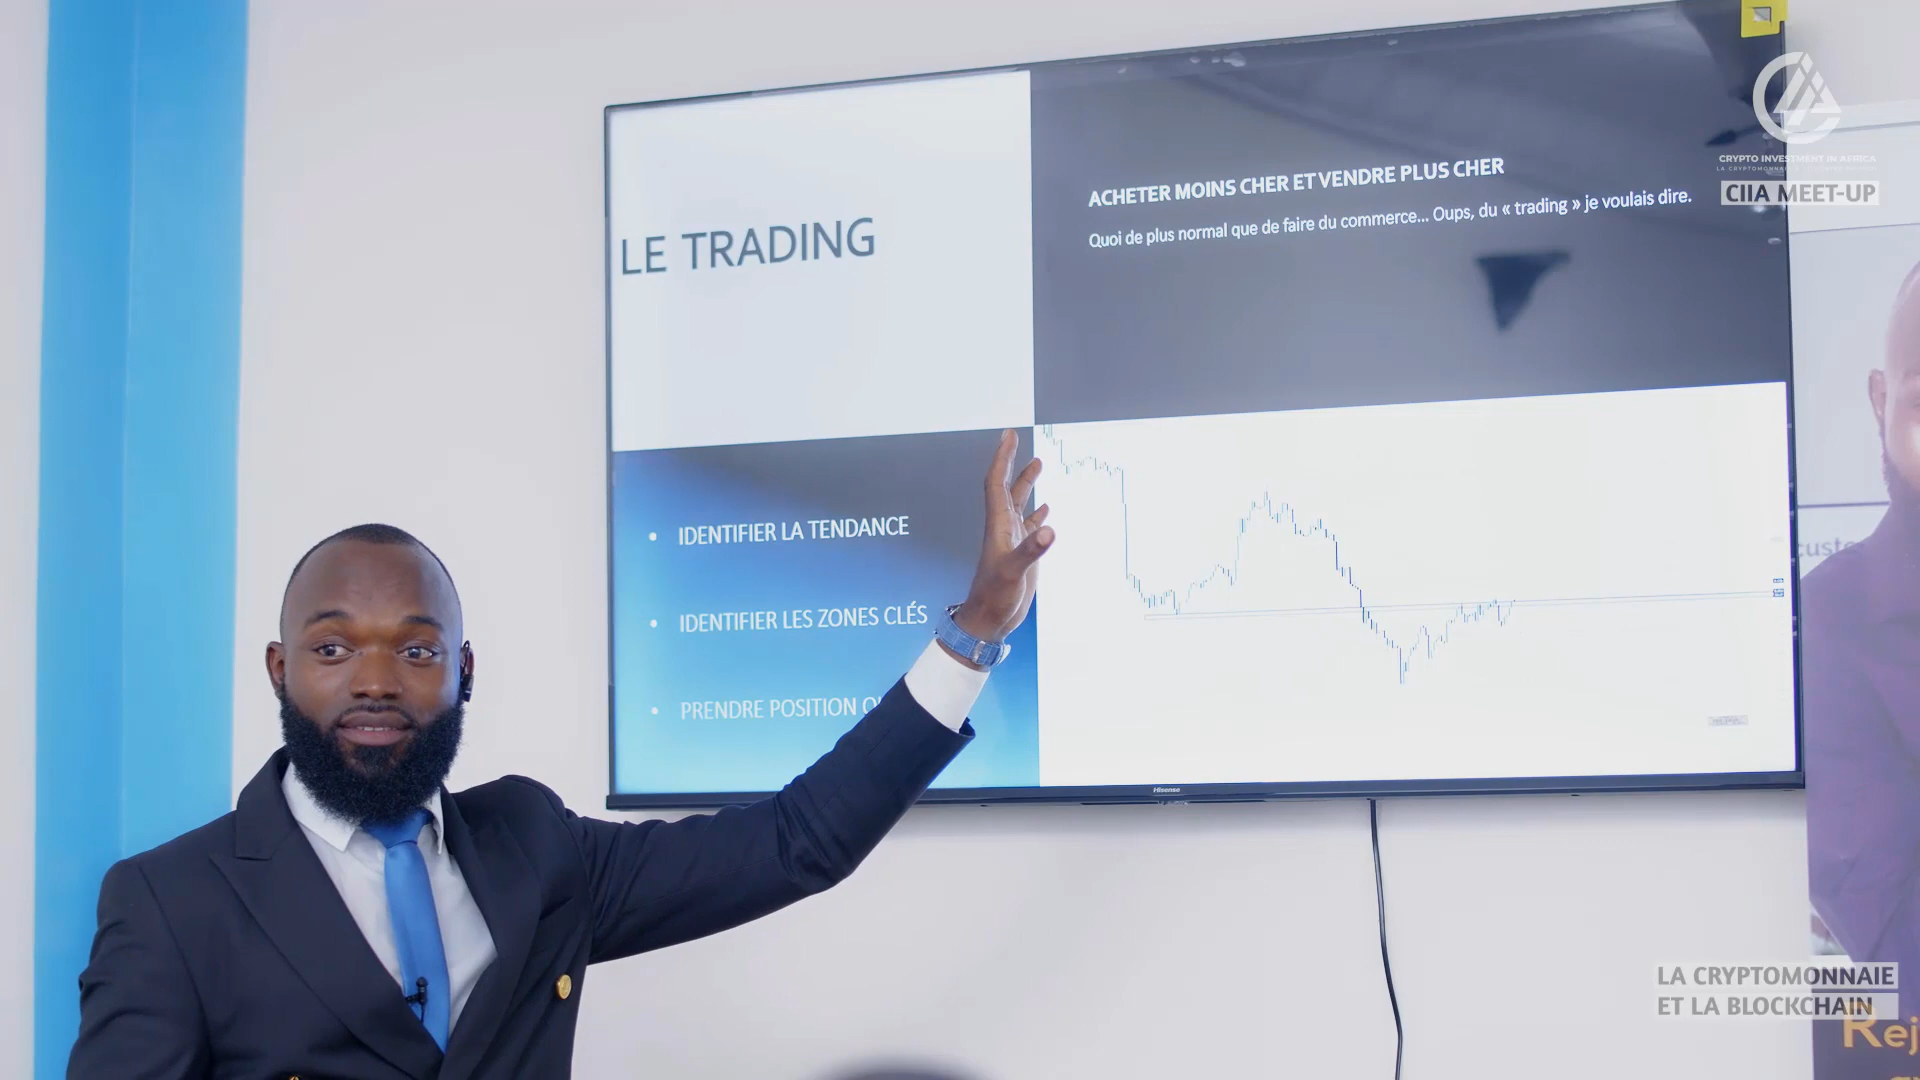 LE TRADING
ACHETER MOINS CHER ET VENDRE PLUS CHER
Quoi de plus normal que de faire du commerce... Oups, du « trading » je voulais dire.
• IDENTIFIER LA TENDANCE
• IDENTIFIER LES ZONES CLÉS
• PRENDRE POSITION
Hisense
CRYPTO INVESTMENT IN AFRICA
CIIA MEET-UP
LA CRYPTOMONNAIE
ET LA BLOCKCHAIN
Rej